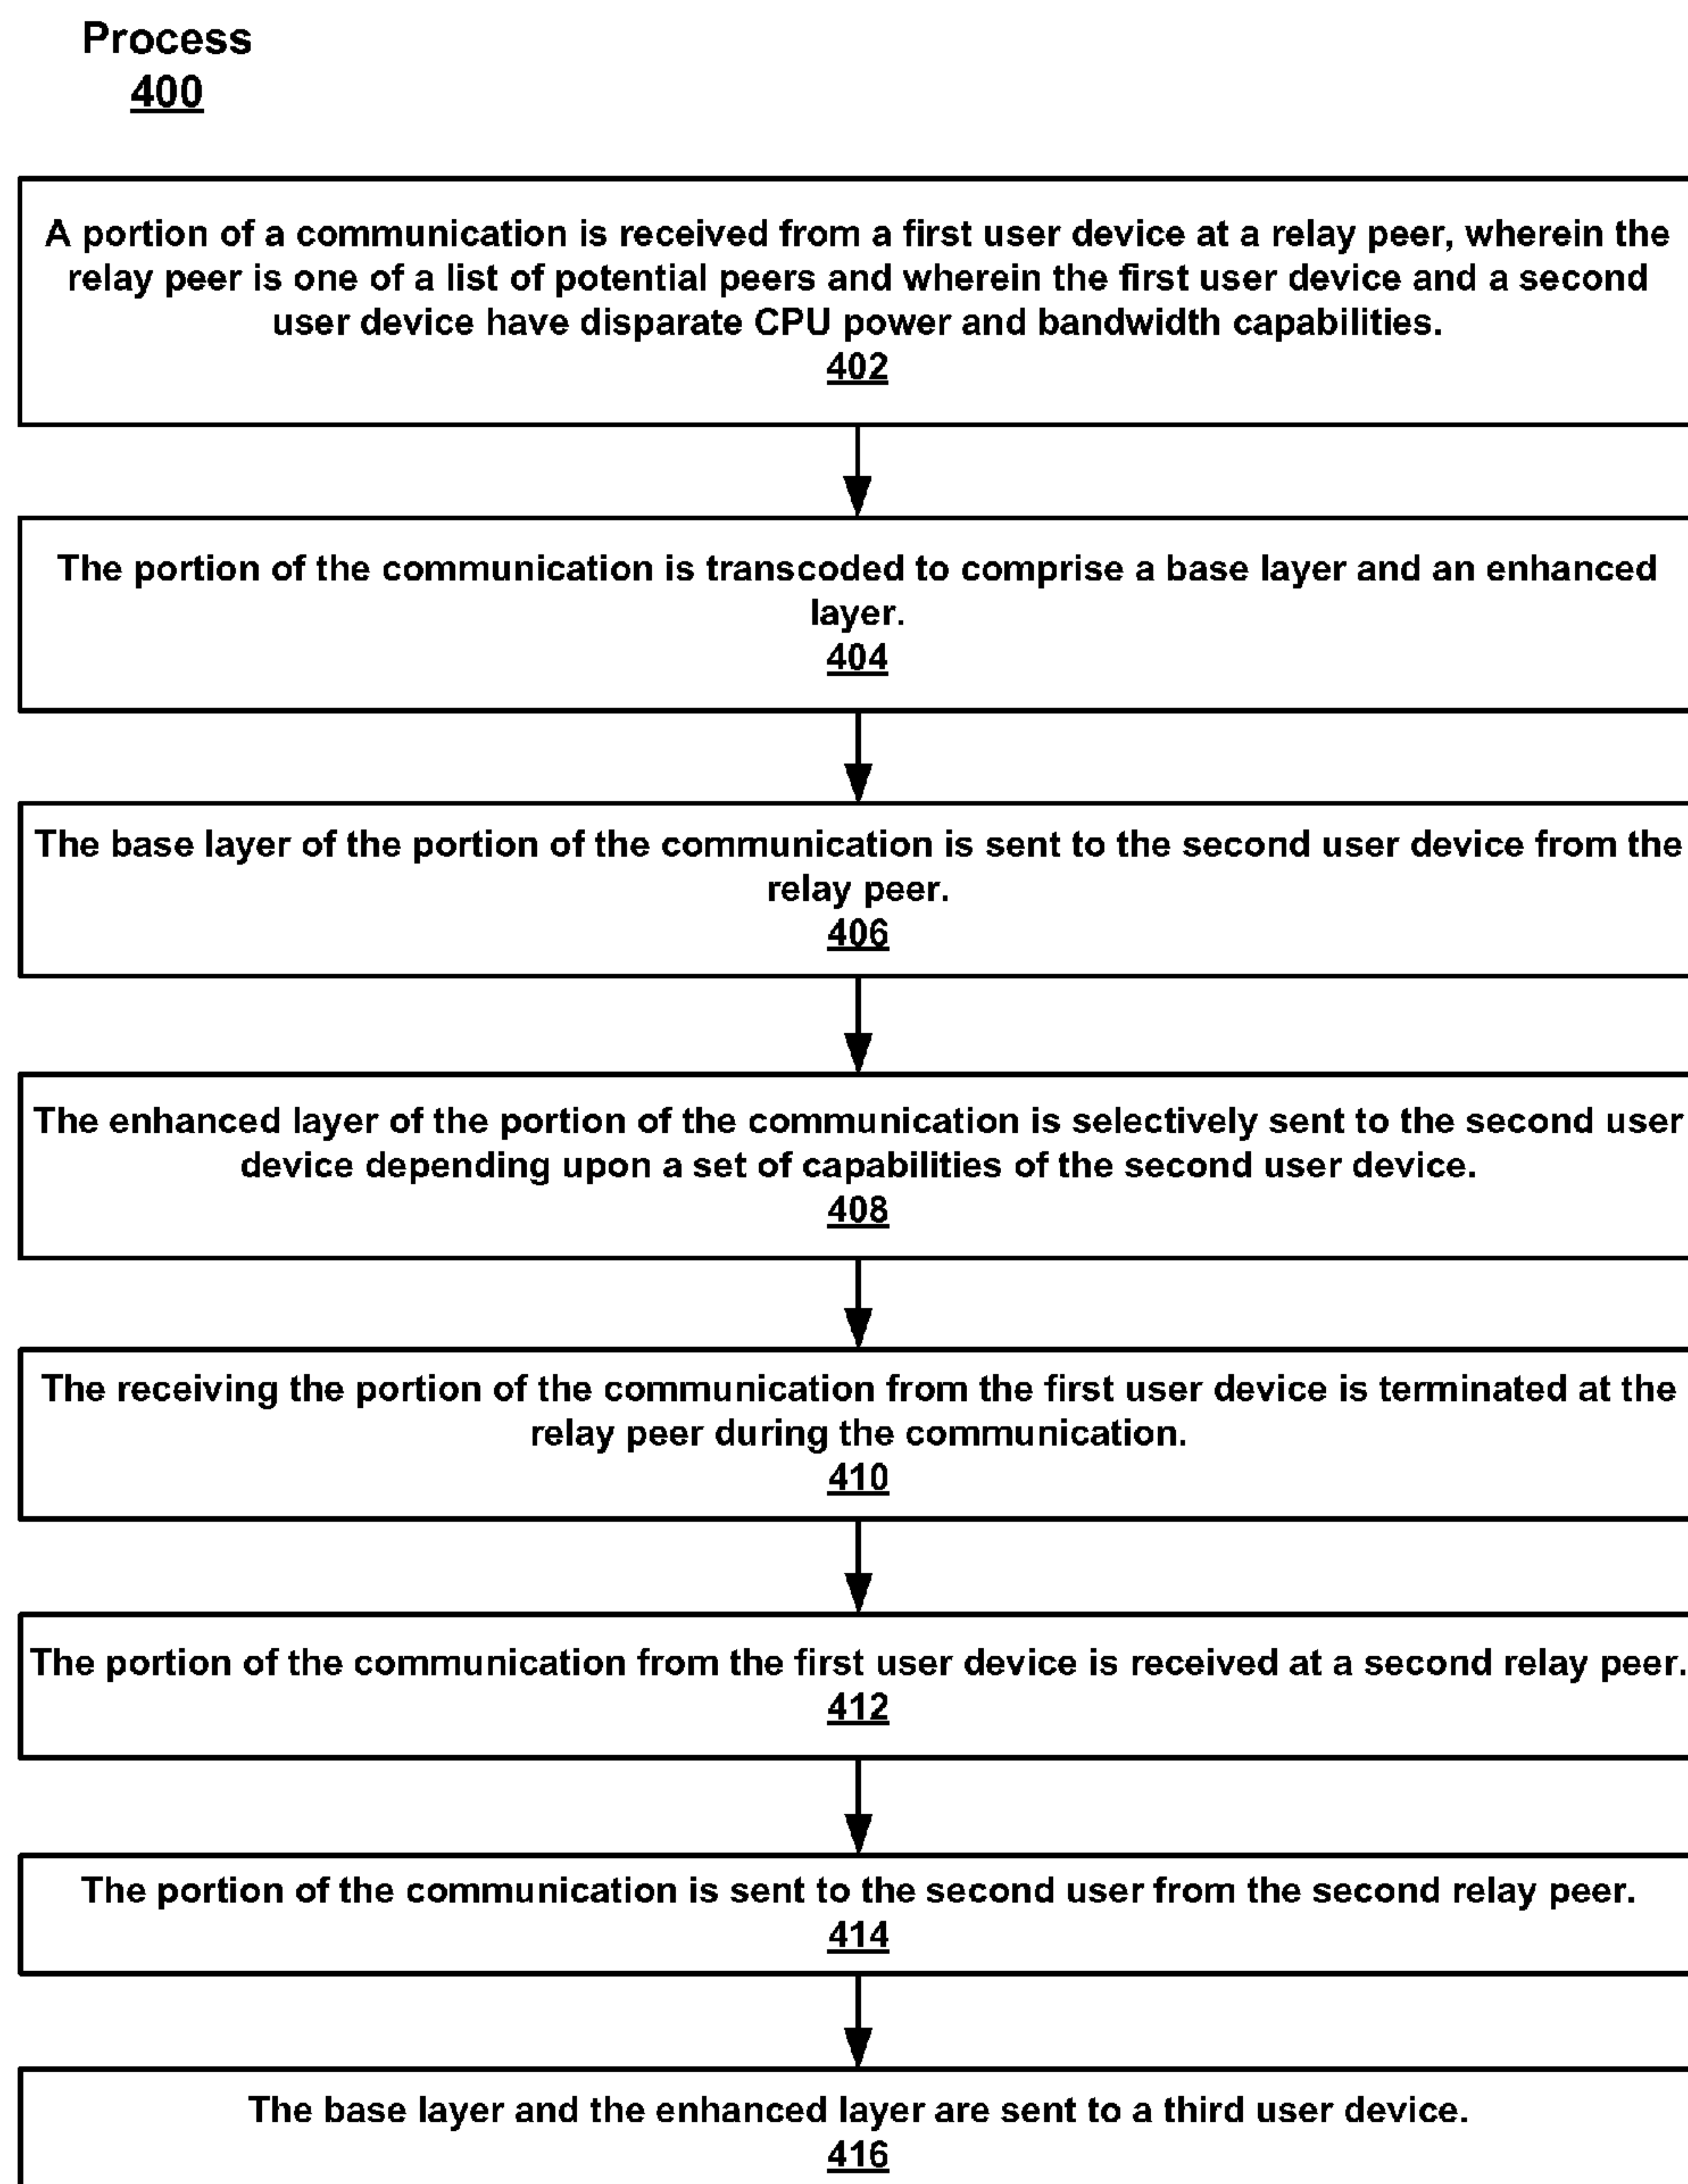 Process
400
A portion of a communication is received from a first user device at a relay peer, wherein the
relay peer is one of a list of potential peers and wherein the first user device and a second
user device have disparate CPU power and bandwidth capabilities.
402
The portion of the communication is transcoded to comprise a base layer and an enhanced
layer.
404
The base layer of the portion of the communication is sent to the second user device from the
relay peer.
406
The enhanced layer of the portion of the communication is selectively sent to the second user
device depending upon a set of capabilities of the second user device.
408
The receiving the portion of the communication from the first user device is terminated at the
relay peer during the communication.
410
The portion of the communication from the first user device is received at a second relay peer.
412
The portion of the communication is sent to the second user from the second relay peer.
414
The base layer and the enhanced layer are sent to a third user device.
416